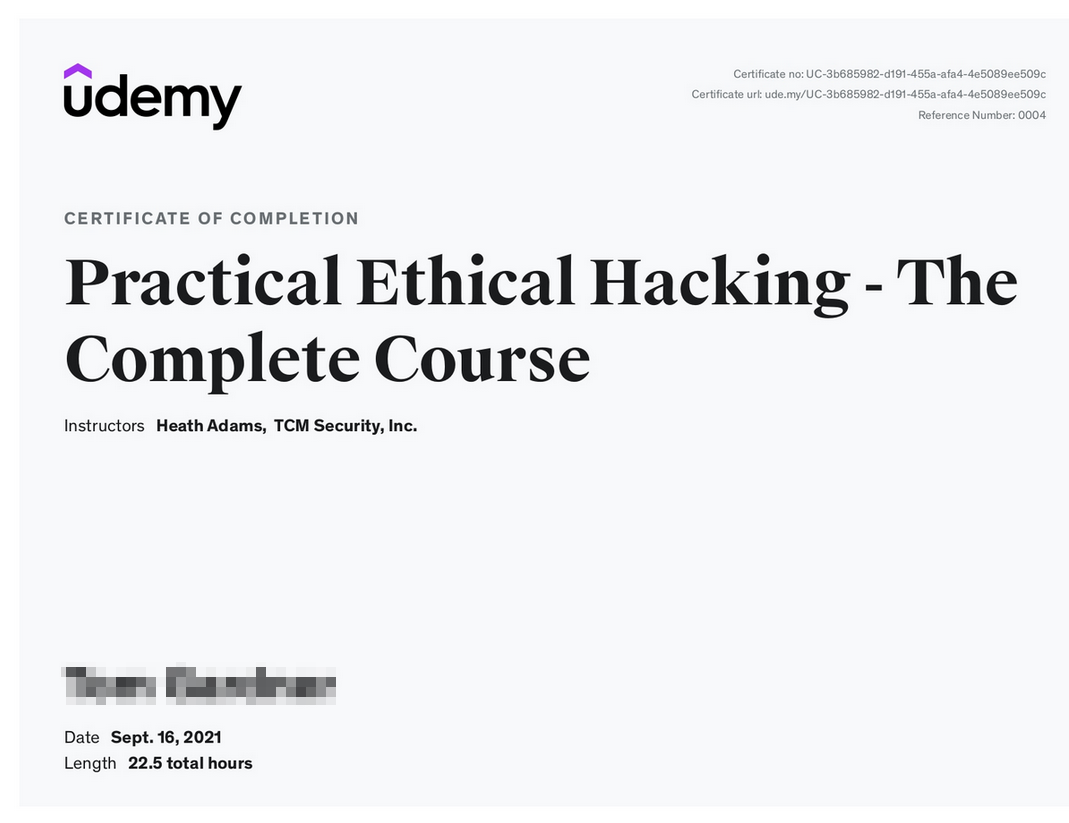 udemy
Certificate no: UC-3b685982-d191-455a-afa4-4e5089ee509c
Certificate url: ude.my/UC-3b685982-d191-455a-afa4-4e5089ee509c
Reference Number: 0004
CERTIFICATE OF COMPLETION
Practical Ethical Hacking - The
Complete Course
Instructors Heath Adams, TCM Security, Inc.
Date Sept. 16, 2021
Length 22.5 total hours